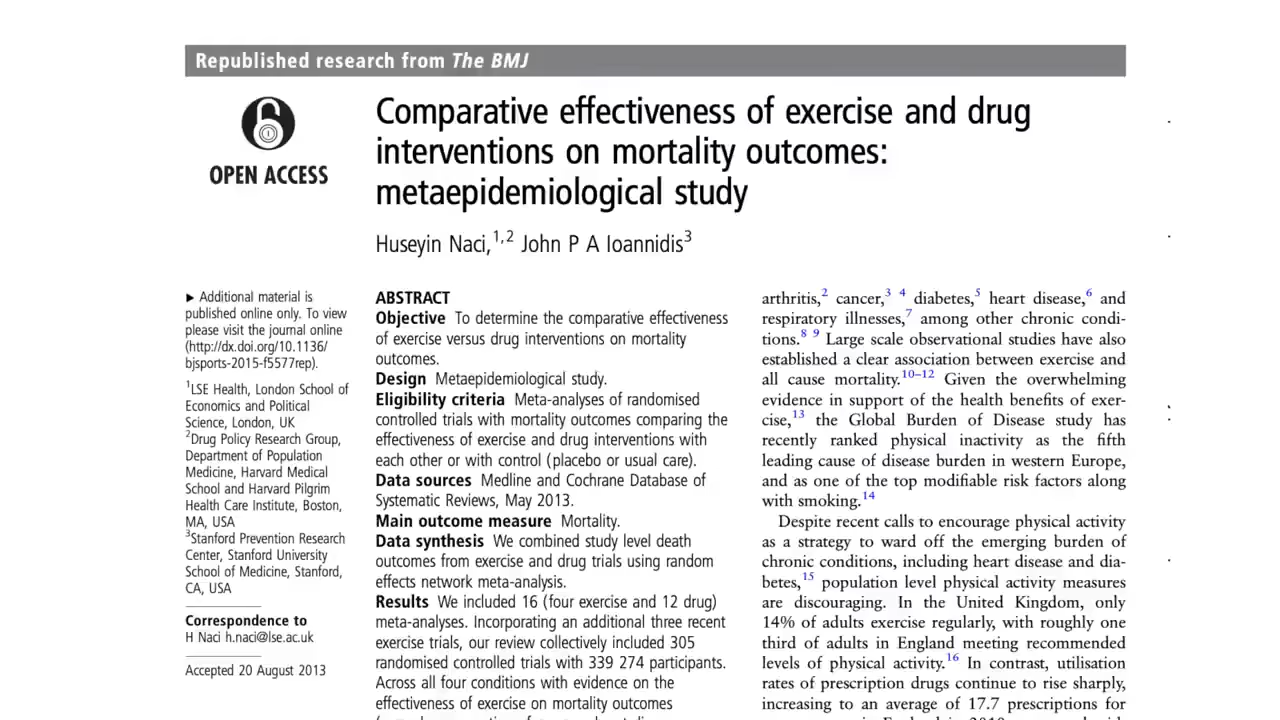 Republished research from The BMJ
OPEN ACCESS
Comparative effectiveness of exercise and drug
interventions on mortality outcomes:
metaepidemiological study
Huseyin Naci,1,2 John P A Ioannidis3
▶ Additional material is
published online only. To view
please visit the journal online
(http://dx.doi.org/10.1136/
bjsports-2015-f5577rep).
1LSE Health, London School of
Economics and Political
Science, London, UK
2Drug Policy Research Group,
Department of Population
Medicine, Harvard Medical
School and Harvard Pilgrim
Health Care Institute, Boston,
MA, USA
3Stanford Prevention Research
Center, Stanford University
School of Medicine, Stanford,
CA, USA
Correspondence to
H Naci h.naci@lse.ac.uk
Accepted 20 August 2013
ABSTRACT
Objective To determine the comparative effectiveness
of exercise versus drug interventions on mortality
outcomes.
Design Metaepidemiological study.
Eligibility criteria Meta-analyses of randomised
controlled trials with mortality outcomes comparing the
effectiveness of exercise and drug interventions with
each other or with control (placebo or usual care).
Data sources Medline and Cochrane Database of
Systematic Reviews, May 2013.
Main outcome measure Mortality.
Data synthesis We combined study level death
outcomes from exercise and drug trials using random
effects network meta-analysis.
Results We included 16 (four exercise and 12 drug)
meta-analyses. Incorporating an additional three recent
exercise trials, our review collectively included 305
randomised controlled trials with 339 274 participants.
Across all four conditions with evidence on the
effectiveness of exercise on mortality outcomes
arthritis,2 cancer,3 4 diabetes,5 heart disease,6 and
respiratory illnesses,7 among other chronic condi-
tions.8 9 Large scale observational studies have also
established a clear association between exercise and
all cause mortality.10–12 Given the overwhelming
evidence in support of the health benefits of exer-
cise,13 the Global Burden of Disease study has
recently ranked physical inactivity as the fifth
leading cause of disease burden in western Europe,
and as one of the top modifiable risk factors along
with smoking.14
Despite recent calls to encourage physical activity
as a strategy to ward off the emerging burden of
chronic conditions, including heart disease and dia-
betes,15 population level physical activity measures
are discouraging. In the United Kingdom, only
14% of adults exercise regularly, with roughly one
third of adults in England meeting recommended
levels of physical activity.16 In contrast, utilisation
rates of prescription drugs continue to rise sharply,
increasing to an average of 17.7 prescriptions for